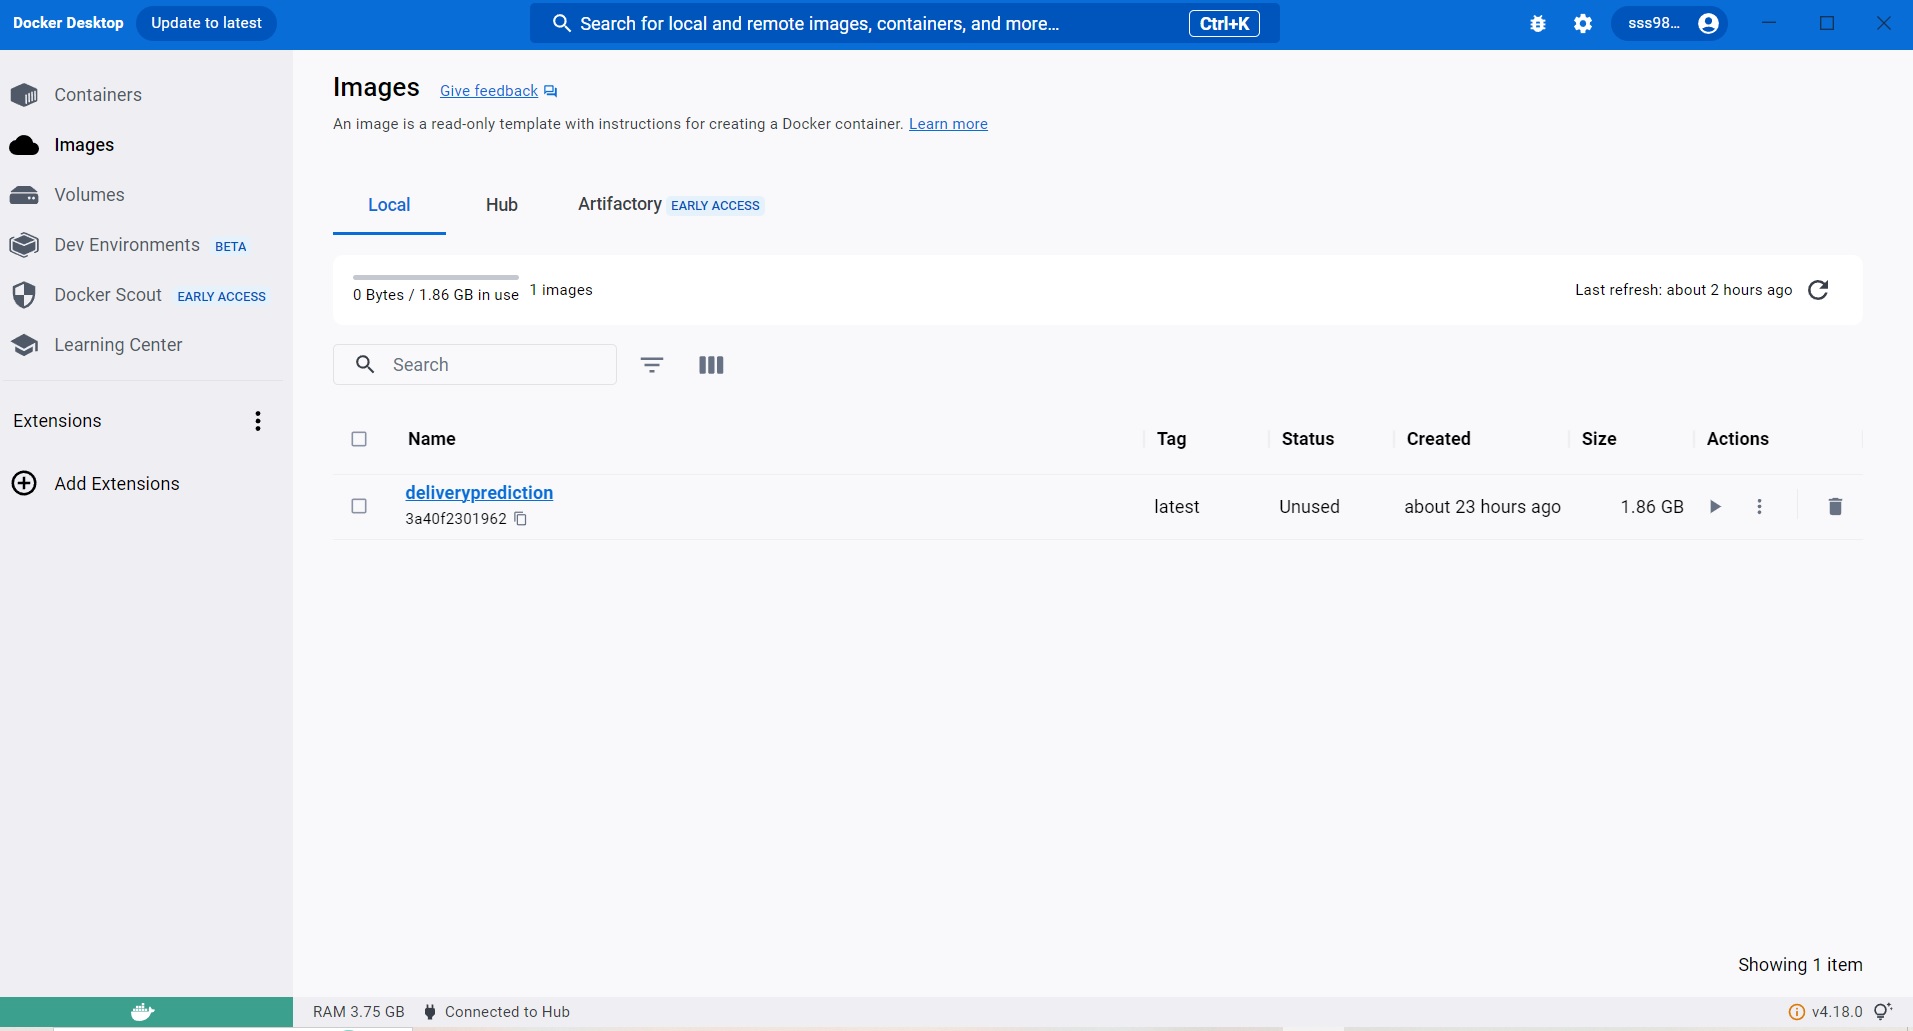 Docker Desktop Update to latest Search for local and remote images, containers, and more... Ctrl+K sss98...
Containers
Images
Volumes
Dev Environments BETA
Docker Scout EARLY ACCESS
Learning Center
Extensions
Add Extensions
Images Give feedback
An image is a read-only template with instructions for creating a Docker container. Learn more
Local Hub Artifactory EARLY ACCESS
0 Bytes / 1.86 GB in use 1 images Last refresh: about 2 hours ago
Search
Name Tag Status Created Size Actions
deliveryprediction latest Unused about 23 hours ago 1.86 GB
3a40f2301962
Showing 1 item
RAM 3.75 GB Connected to Hub v4.18.0